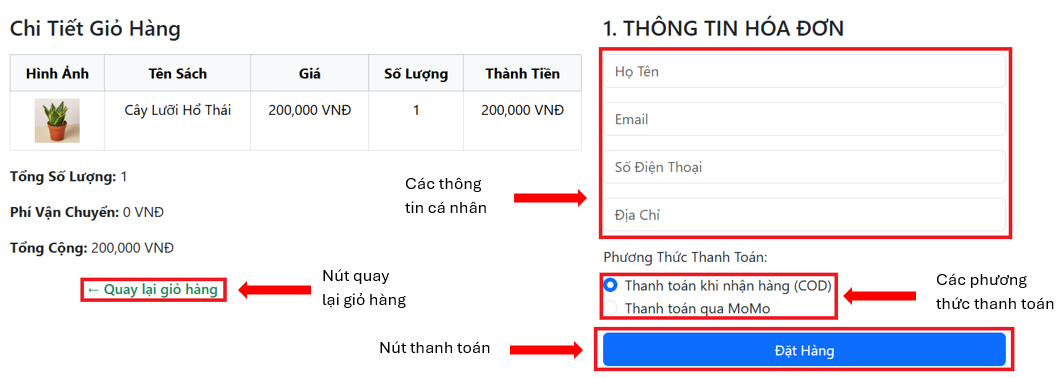 Chi Tiết Giỏ Hàng
Hình Ảnh Tên Sách Giá Số Lượng Thành Tiền
Cây Lưỡi Hổ Thái 200,000 VNĐ 1 200,000 VNĐ
Tổng Số Lượng: 1
Phí Vận Chuyển: 0 VNĐ
Tổng Cộng: 200,000 VNĐ
← Quay lại giỏ hàng
Nút quay
lại giỏ hàng
1. THÔNG TIN HÓA ĐƠN
Họ Tên
Email
Số Điện Thoại
Địa Chỉ
Các thông
tin cá nhân
Phương Thức Thanh Toán:
Thanh toán khi nhận hàng (COD)
Thanh toán qua MoMo
Các phương
thức thanh toán
Nút thanh toán
Đặt Hàng